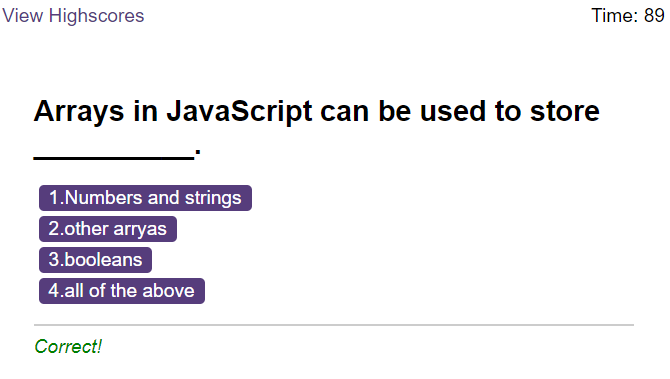 View Highscores
Time: 89
Arrays in JavaScript can be used to store
__________.
1.Numbers and strings
2.other arryas
3.booleans
4.all of the above
Correct!